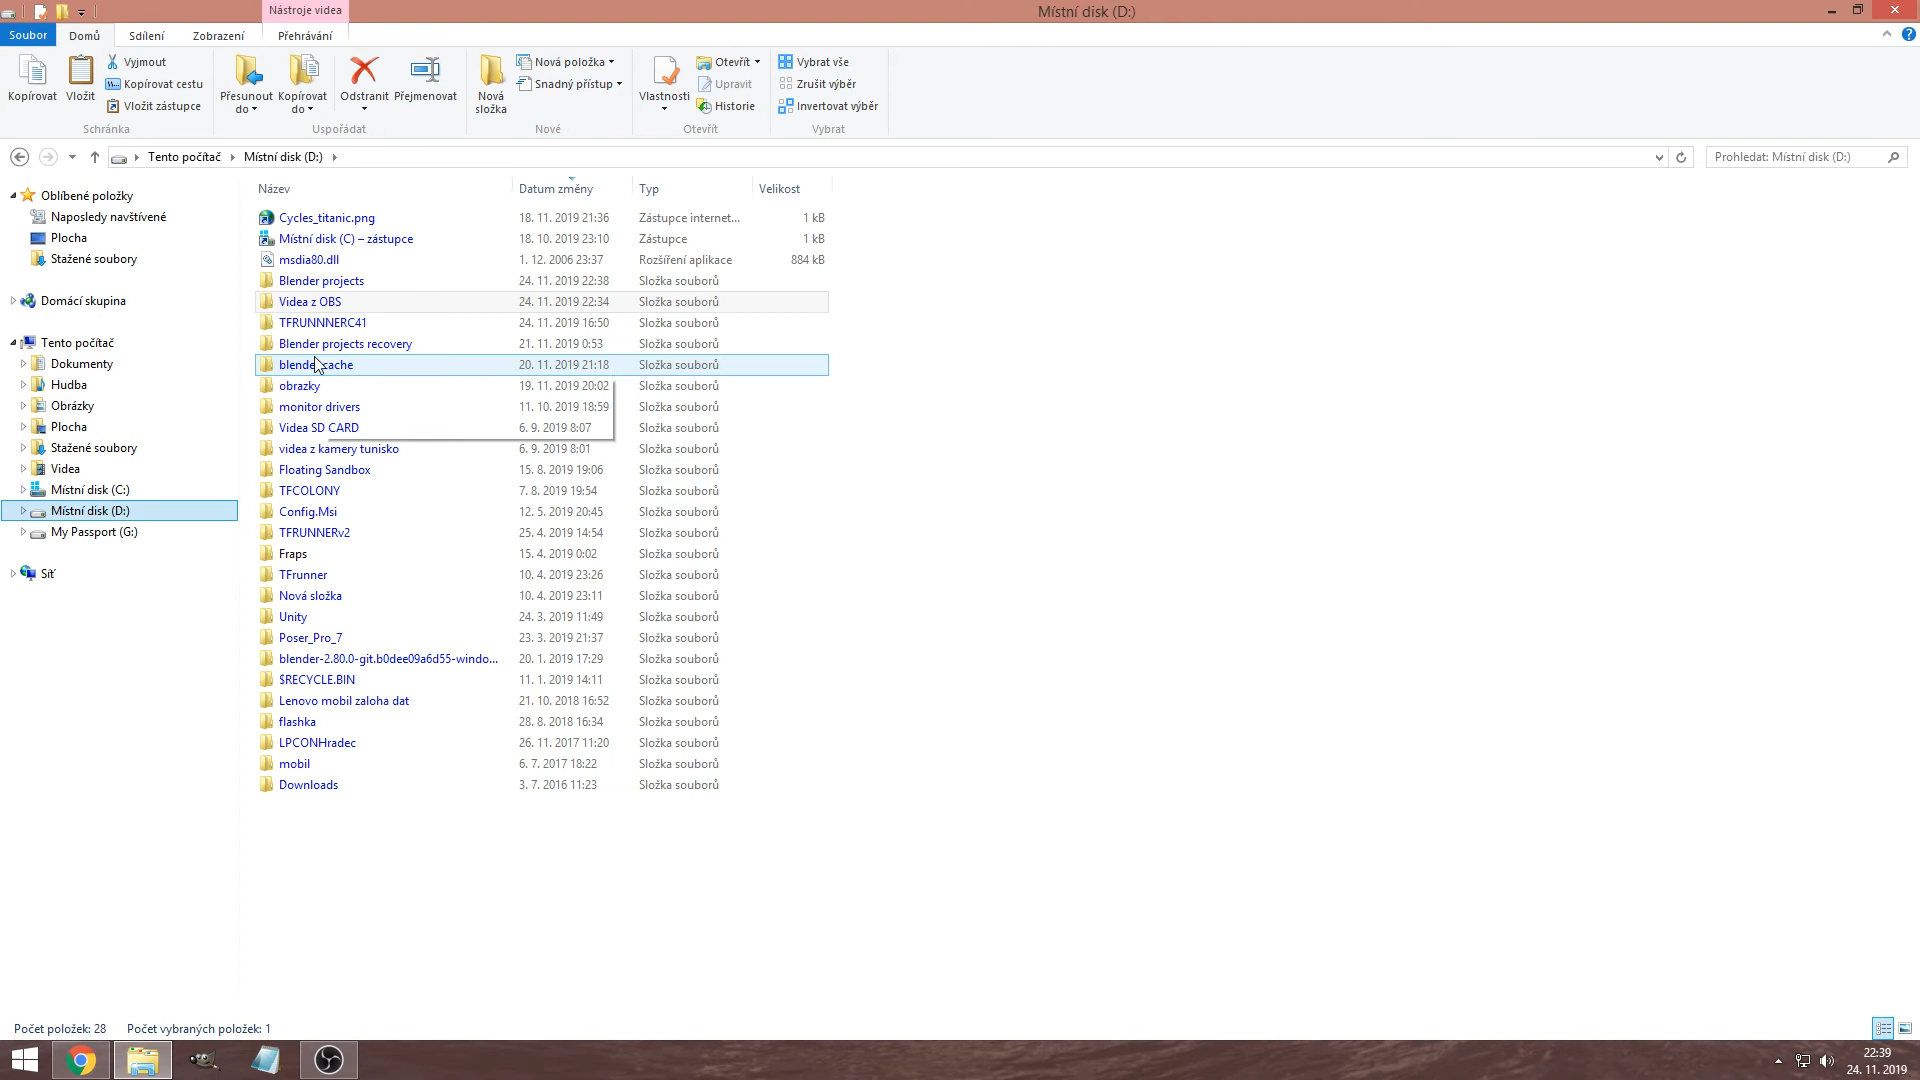 Nástroje videa
Místní disk (D:)
Soubor Domů Sdílení Zobrazení Přehrávání
Kopírovat
Vložit
Vyjmout
Kopírovat cestu
Vložit zástupce
Schránka
Přesunout do
Kopírovat do
Odstranit
Přejmenovat
Uspořádat
Nová složka
Nová položka
Snadný přístup
Nové
Vlastnosti
Otevřít
Upravit
Historie
Otevřít
Vybrat vše
Zrušit výběr
Invertovat výběr
Vybrat
Tento počítač Místní disk (D:)
Prohledat: Místní disk (D:)
Oblíbené položky
Naposledy navštívené
Plocha
Stažené soubory
Domácí skupina
Tento počítač
Dokumenty
Hudba
Obrázky
Plocha
Stažené soubory
Videa
Místní disk (C:)
Místní disk (D:)
My Passport (G:)
Síť
Název Datum změny Typ Velikost
Cycles_titanic.png 18. 11. 2019 21:36 Zástupce internet... 1 kB
Místní disk (C) – zástupce 18. 10. 2019 23:10 Zástupce 1 kB
msdia80.dll 1. 12. 2006 23:37 Rozšíření aplikace 884 kB
Blender projects 24. 11. 2019 22:38 Složka souborů
Videa z OBS 24. 11. 2019 22:34 Složka souborů
TFRUNNNERC41 24. 11. 2019 16:50 Složka souborů
Blender projects recovery 21. 11. 2019 0:53 Složka souborů
blender cache 20. 11. 2019 21:18 Složka souborů
obrazky 19. 11. 2019 20:02 Složka souborů
monitor drivers 11. 10. 2019 18:59 Složka souborů
Videa SD CARD 6. 9. 2019 8:07 Složka souborů
videa z kamery tunisko 6. 9. 2019 8:01 Složka souborů
Floating Sandbox 15. 8. 2019 19:06 Složka souborů
TFCOLONY 7. 8. 2019 19:54 Složka souborů
Config.Msi 12. 5. 2019 20:45 Složka souborů
TFRUNNERv2 25. 4. 2019 14:54 Složka souborů
Fraps 15. 4. 2019 0:02 Složka souborů
TFrunner 10. 4. 2019 23:26 Složka souborů
Nová složka 10. 4. 2019 23:11 Složka souborů
Unity 24. 3. 2019 11:49 Složka souborů
Poser_Pro_7 23. 3. 2019 21:37 Složka souborů
blender-2.80.0-git.b0dee09a6d55-windo... 20. 1. 2019 17:29 Složka souborů
$RECYCLE.BIN 11. 1. 2019 14:11 Složka souborů
Lenovo mobil zaloha dat 21. 10. 2018 16:52 Složka souborů
flashka 28. 8. 2018 16:34 Složka souborů
LPCONHradec 26. 11. 2017 11:20 Složka souborů
mobil 6. 7. 2017 18:22 Složka souborů
Downloads 3. 7. 2016 11:23 Složka souborů
Počet položek: 28 Počet vybraných položek: 1
22:39
24. 11. 2019